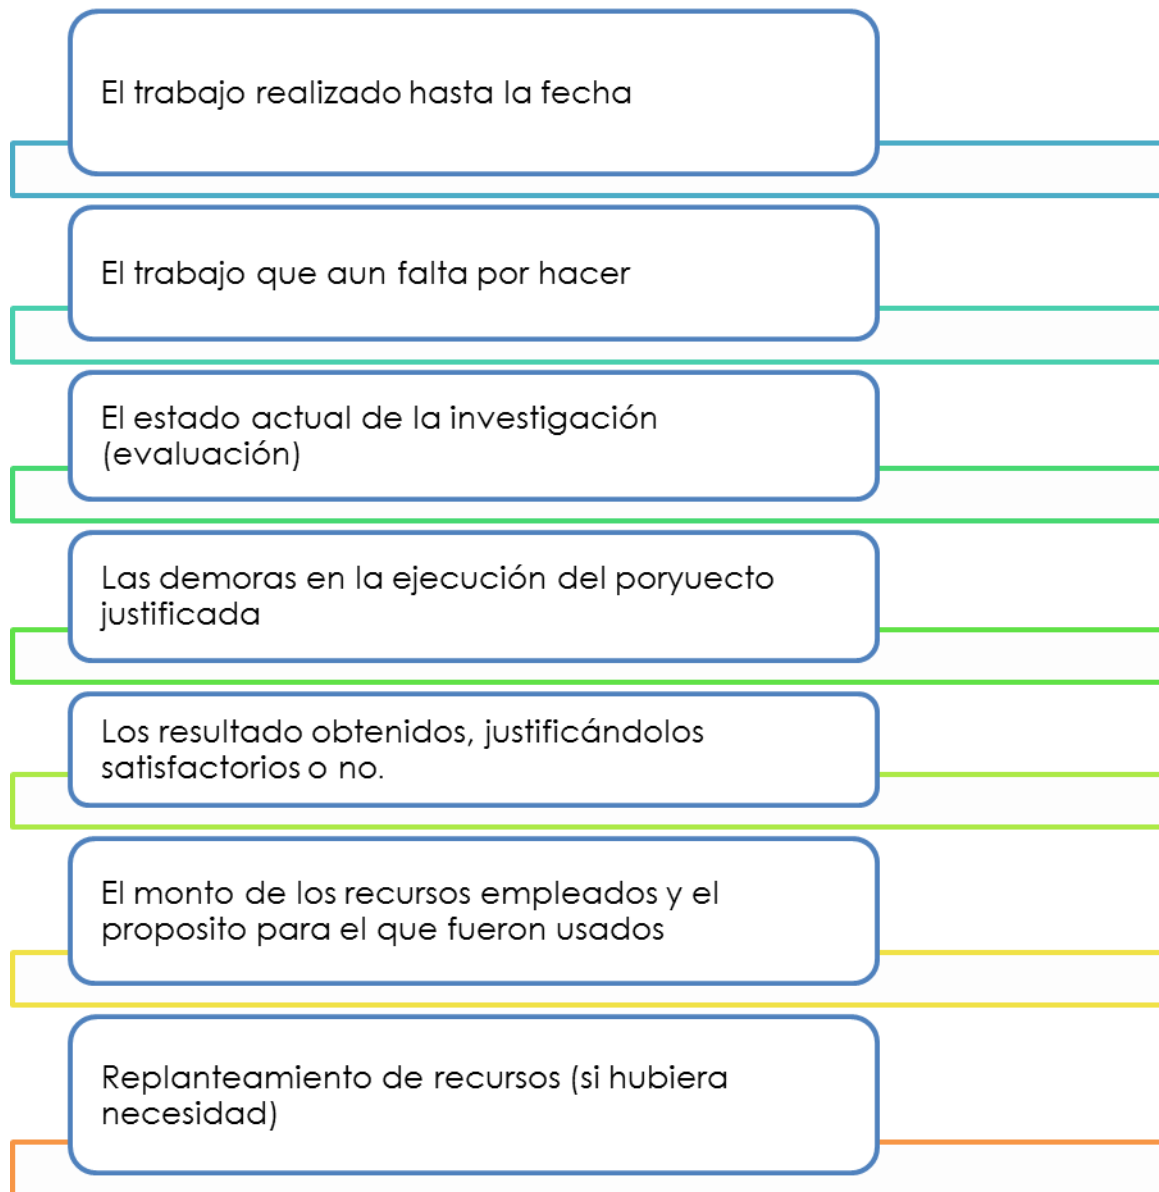 El trabajo realizado hasta la fecha
El trabajo que aun falta por hacer
El estado actual de la investigación
(evaluación)
Las demoras en la ejecución del poryuecto
justificada
Los resultado obtenidos, justificándolos
satisfactorios o no.
El monto de los recursos empleados y el
proposito para el que fueron usados
Replanteamiento de recursos (si hubiera
necesidad)